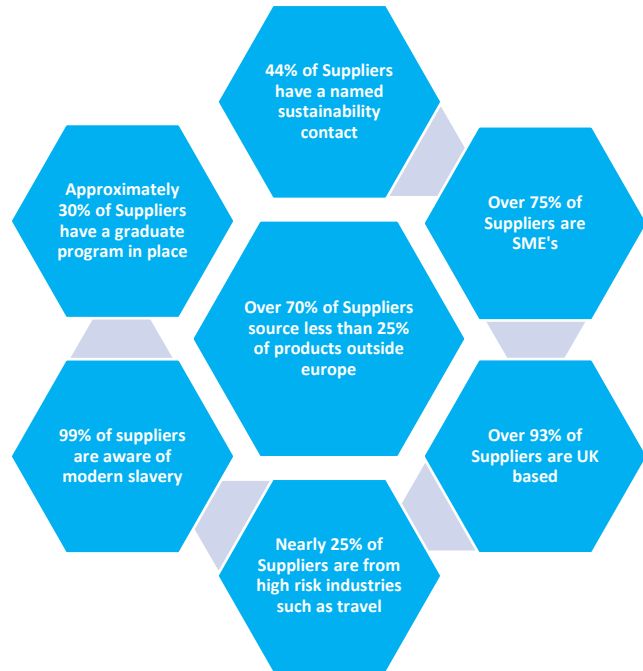 44% of Suppliers
have a named
sustainability
contact
Approximately
30% of Suppliers
have a graduate
program in place
Over 75% of
Suppliers are
SME's
Over 70% of Suppliers
source less than 25%
of products outside
europe
99% of suppliers
are aware of
modern slavery
Over 93% of
Suppliers are UK
based
Nearly 25% of
Suppliers are from
high risk industries
such as travel